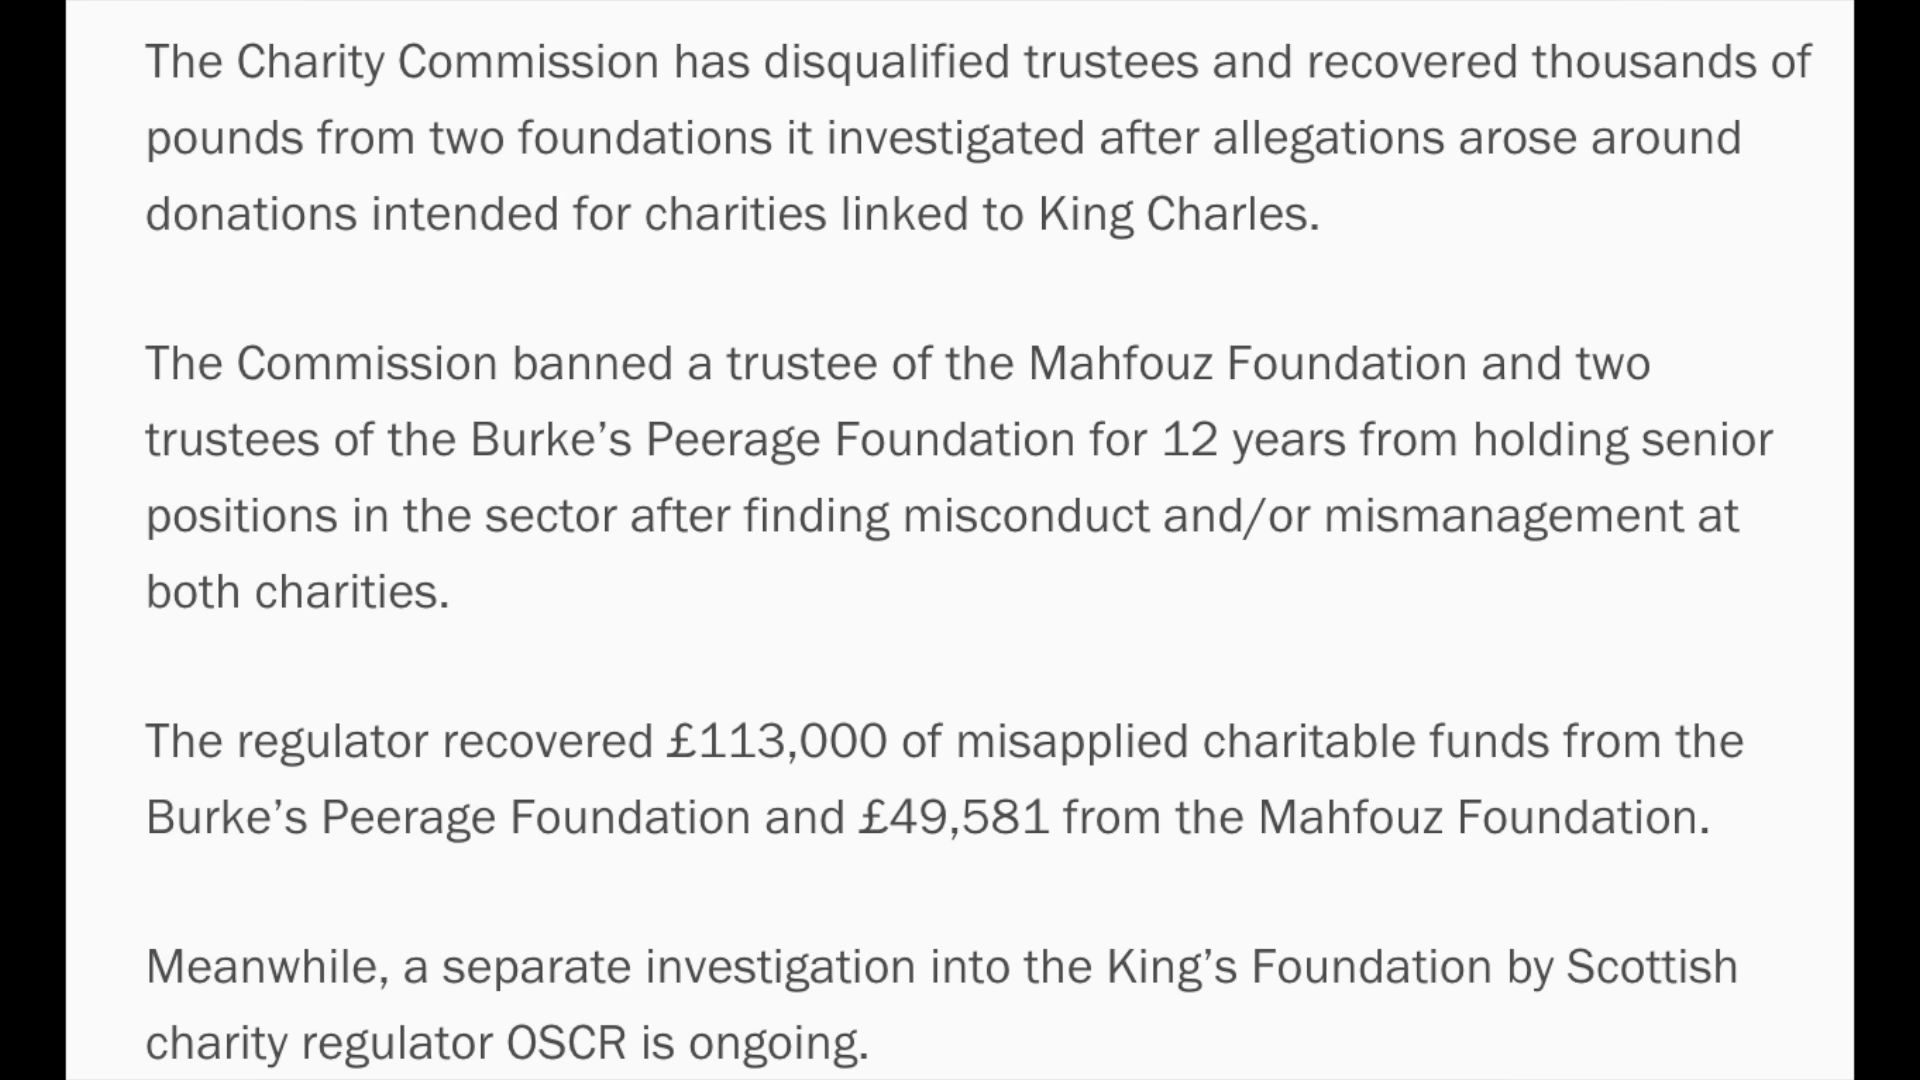 The Charity Commission has disqualified trustees and recovered thousands of
pounds from two foundations it investigated after allegations arose around
donations intended for charities linked to King Charles.
The Commission banned a trustee of the Mahfouz Foundation and two
trustees of the Burke’s Peerage Foundation for 12 years from holding senior
positions in the sector after finding misconduct and/or mismanagement at
both charities.
The regulator recovered £113,000 of misapplied charitable funds from the
Burke’s Peerage Foundation and £49,581 from the Mahfouz Foundation.
Meanwhile, a separate investigation into the King’s Foundation by Scottish
charity regulator OSCR is ongoing.